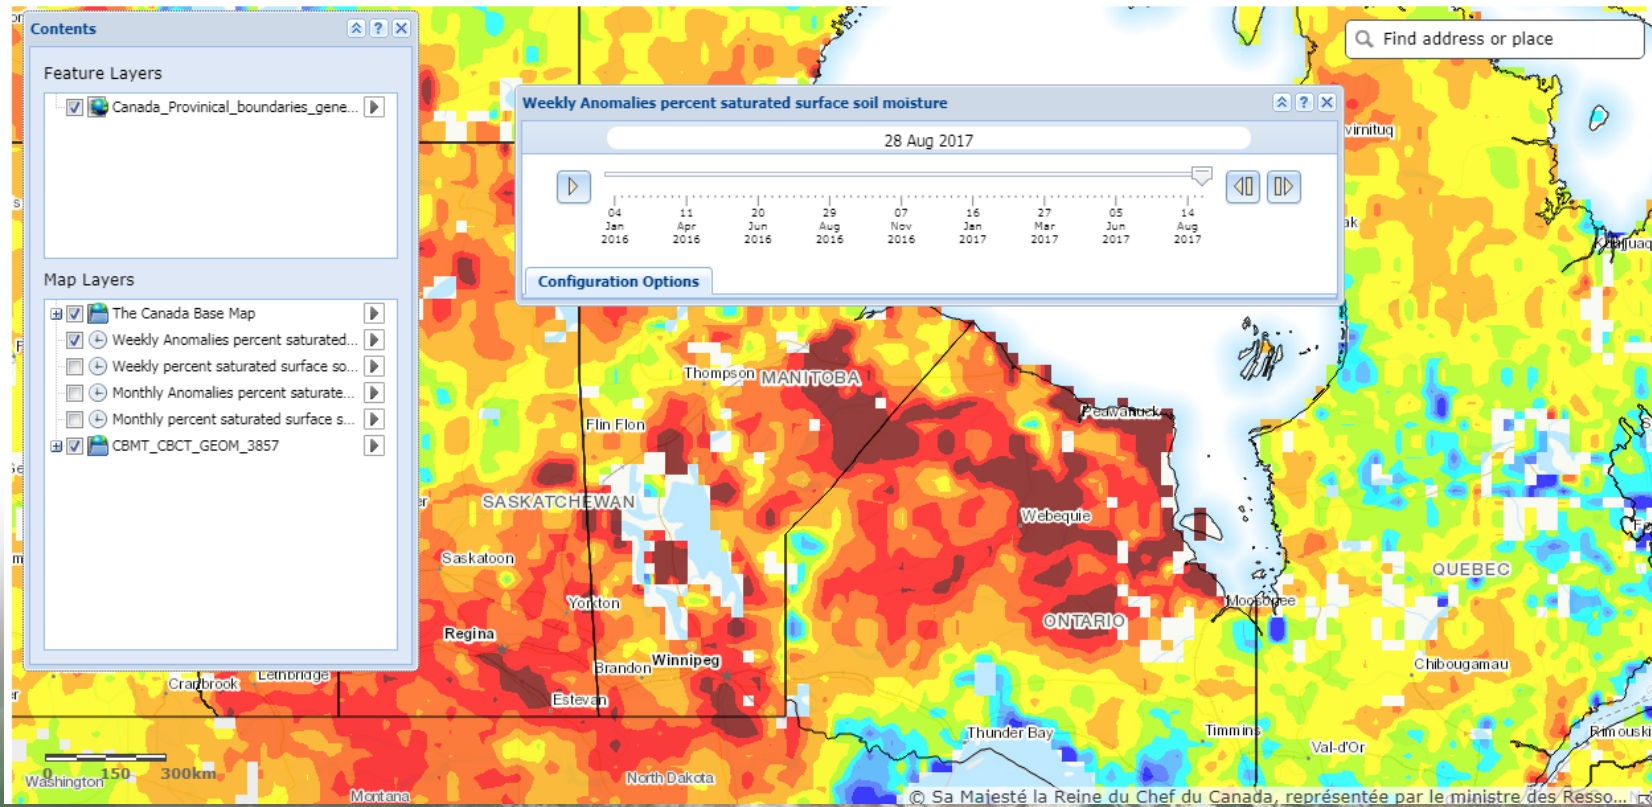 Contents
Feature Layers
Canada_Provinical_boundaries_gene...
Map Layers
The Canada Base Map
Weekly Anomalies percent saturated...
Weekly percent saturated surface so...
Monthly Anomalies percent saturate...
Monthly percent saturated surface s...
CBMT_CBCT_GEOM_3857
Find address or place
Weekly Anomalies percent saturated surface soil moisture
28 Aug 2017
04 Jan 2016
11 Apr 2016
20 Jun 2016
29 Aug 2016
07 Nov 2016
16 Jan 2017
27 Mar 2017
05 Jun 2017
14 Aug 2017
Configuration Options
virnituq
Thompson
MANITOBA
Peawanuck
Flin Flon
SASKATCHEWAN
Webequie
Saskatoon
QUEBEC
Yorkton
Moosonee
ONTARIO
Regina
Winnipeg
Brandon
Chibougamau
Cranbrook
Lethbridge
Estevan
Thunder Bay
Timmins
Val-d'Or
Rimouski
0 150 300km
Washington
North Dakota
Montana
© Sa Majesté la Reine du Chef du Canada, représentée par le ministre des Resso...